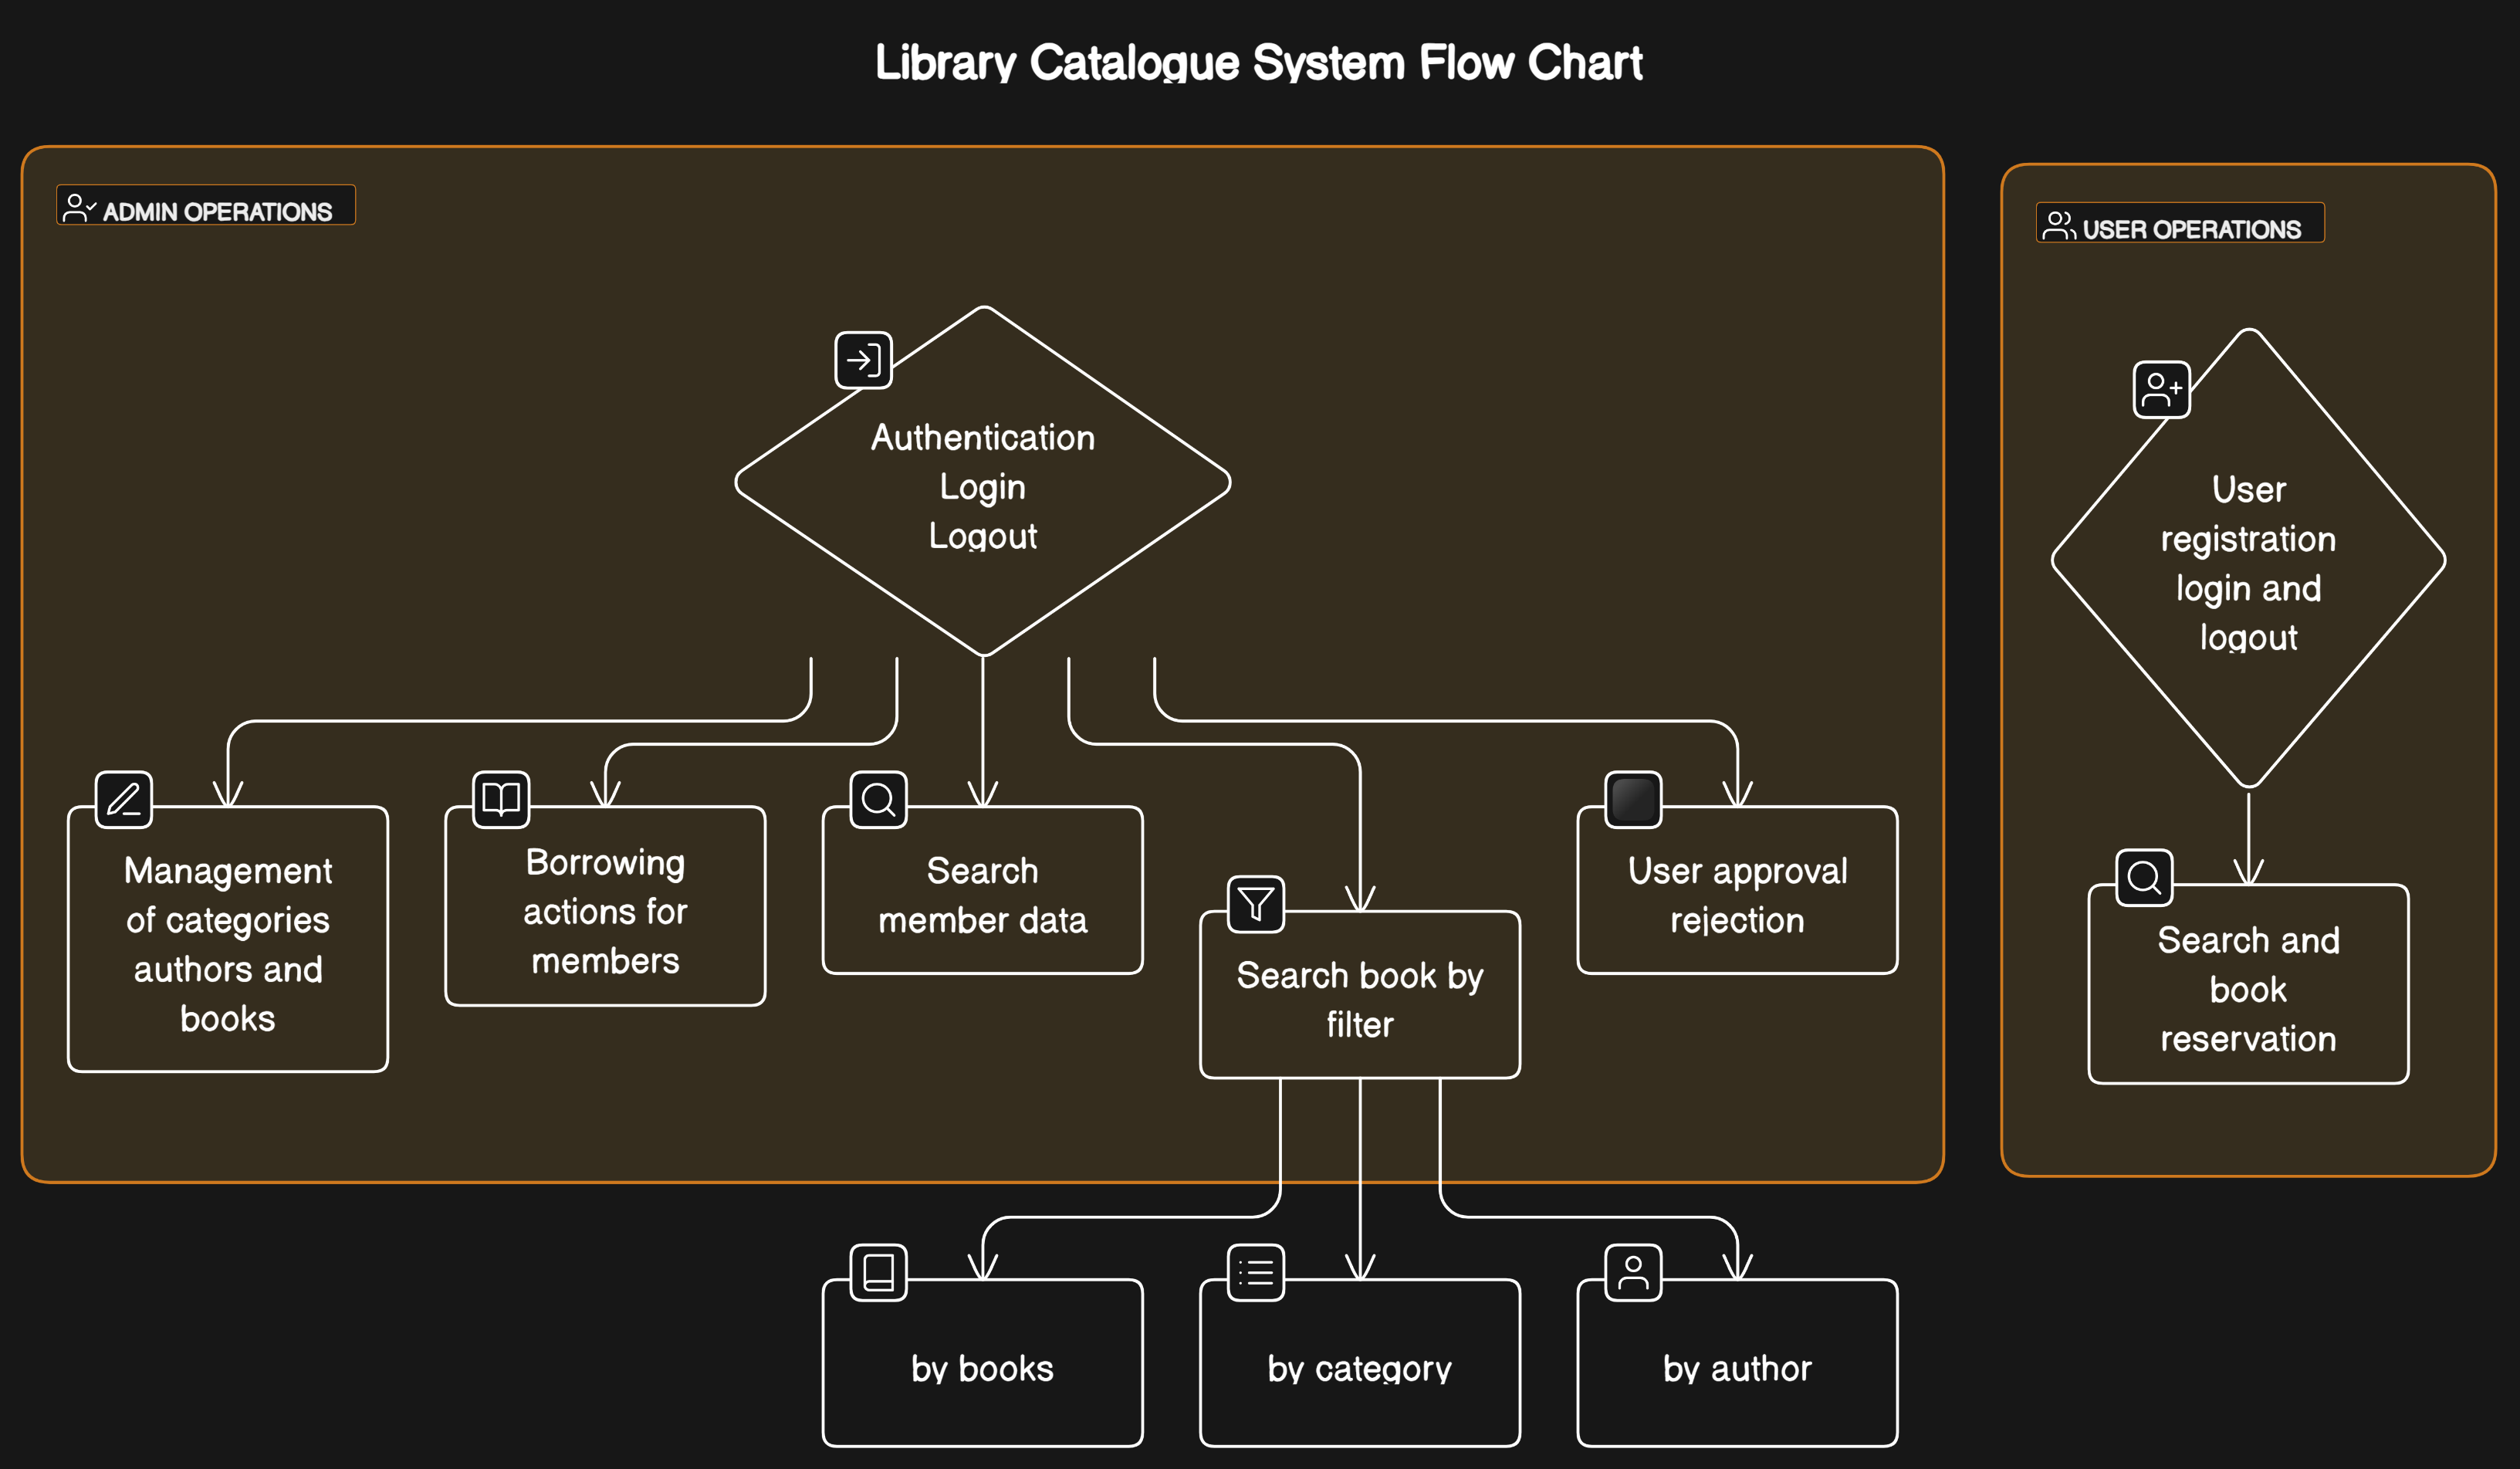 Library Catalogue System Flow Chart
ADMIN OPERATIONS
Authentication
Login
Logout
Management
of categories
authors and
books
Borrowing
actions for
members
Search
member data
Search book by
filter
User approval
rejection
by books
by category
by author
USER OPERATIONS
User
registration
login and
logout
Search and
book
reservation